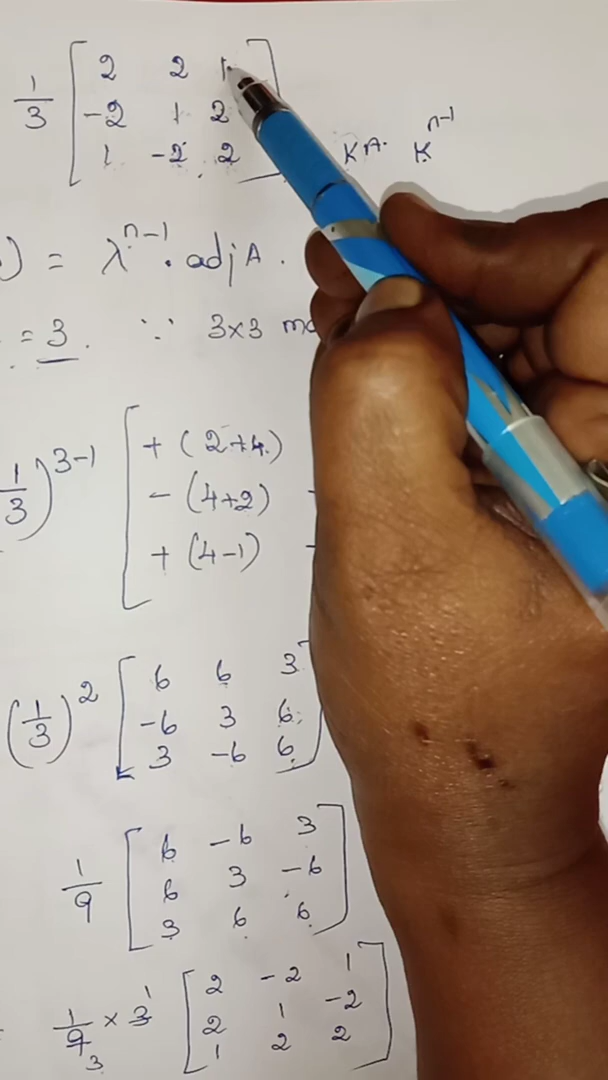 1/3 [ 2 2 1
-2 1 2
1 -2 2 ] KA. K^{n-1}
) = λ^{n-1} . adj A .
= 3 . ∵ 3×3
1/3)^{3-1} [ + (2+4)
- (4+2) -
+ (4-1) -
(1/3)^2 [ 6 6 3
-6 3 6
3 -6 6 ]
1/9 [ 6 -6 3
6 3 -6
3 6 6 ]
1/9 3 × 3 1 [ 2 -2 1
2 1 -2
1 2 2 ]